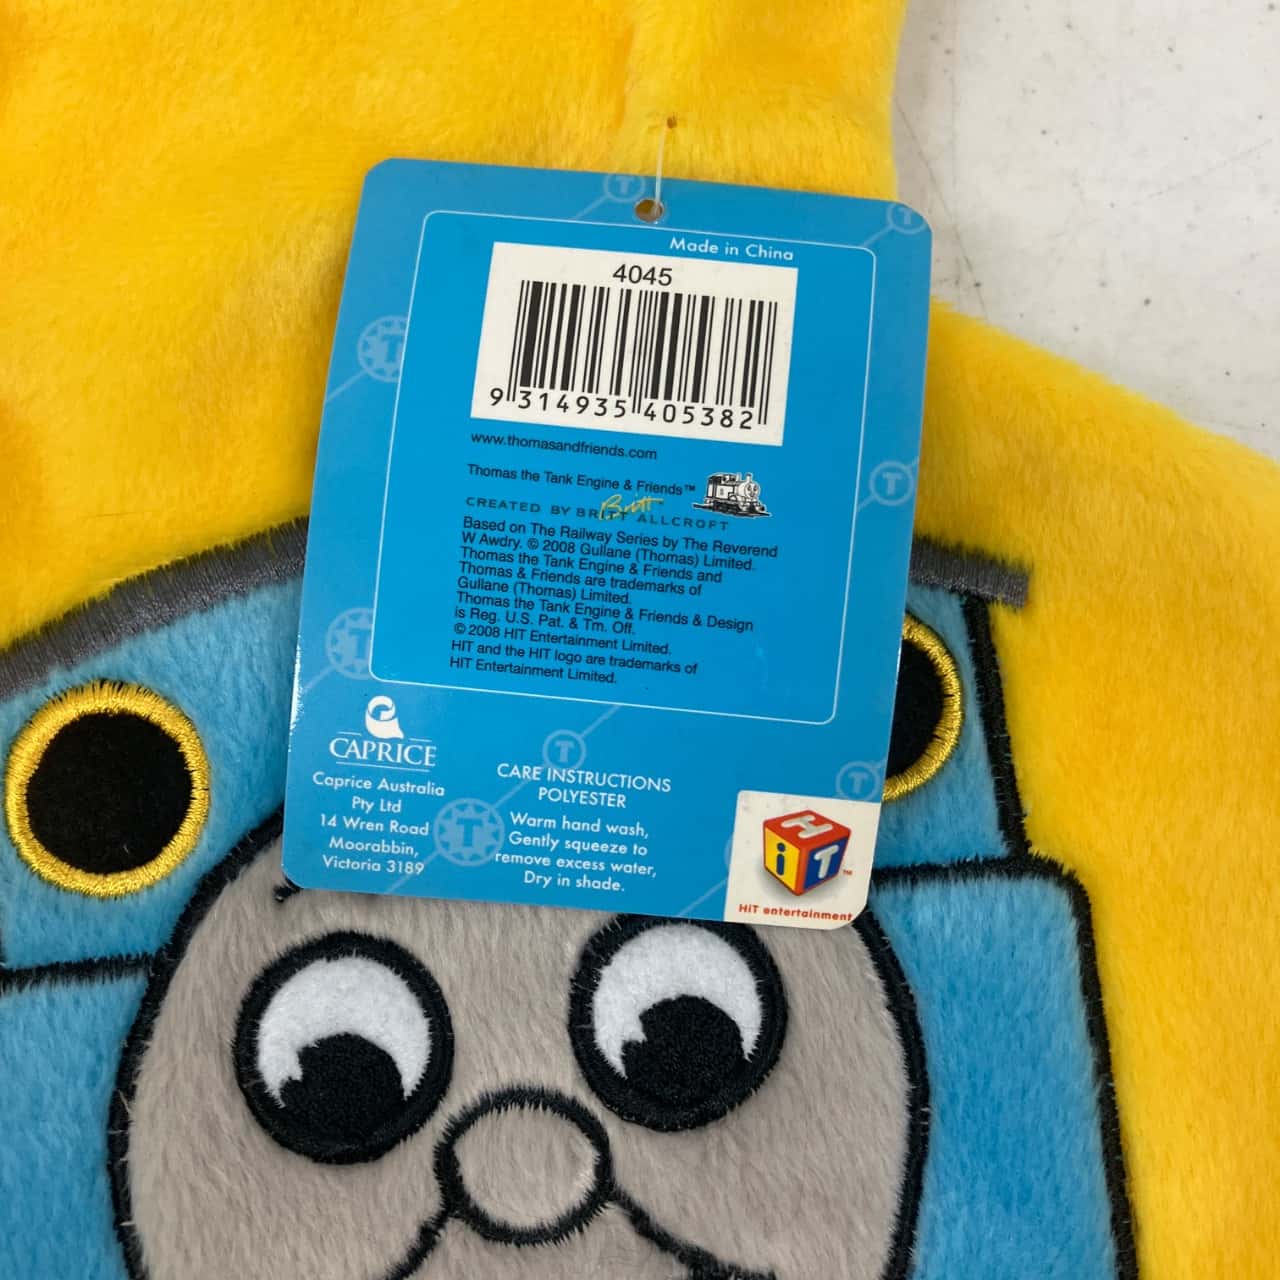 Made in China
4045
9 314935 405382
www.thomasandfriends.com
Thomas the Tank Engine & Friends™
CREATED BY BRITT ALLCROFT
Britt
Based on The Railway Series by The Reverend
W Awdry. © 2008 Gullane (Thomas) Limited.
Thomas the Tank Engine & Friends and
Thomas & Friends are trademarks of
Gullane (Thomas) Limited.
Thomas the Tank Engine & Friends & Design
is Reg. U.S. Pat. & Tm. Off.
© 2008 HIT Entertainment Limited.
HIT and the HIT logo are trademarks of
HIT Entertainment Limited.
CAPRICE
Caprice Australia
Pty Ltd
14 Wren Road
Moorabbin,
Victoria 3189
CARE INSTRUCTIONS
POLYESTER
Warm hand wash,
Gently squeeze to
remove excess water,
Dry in shade.
HiT™
HiT entertainment
T
T
T
T
T
T
T
T